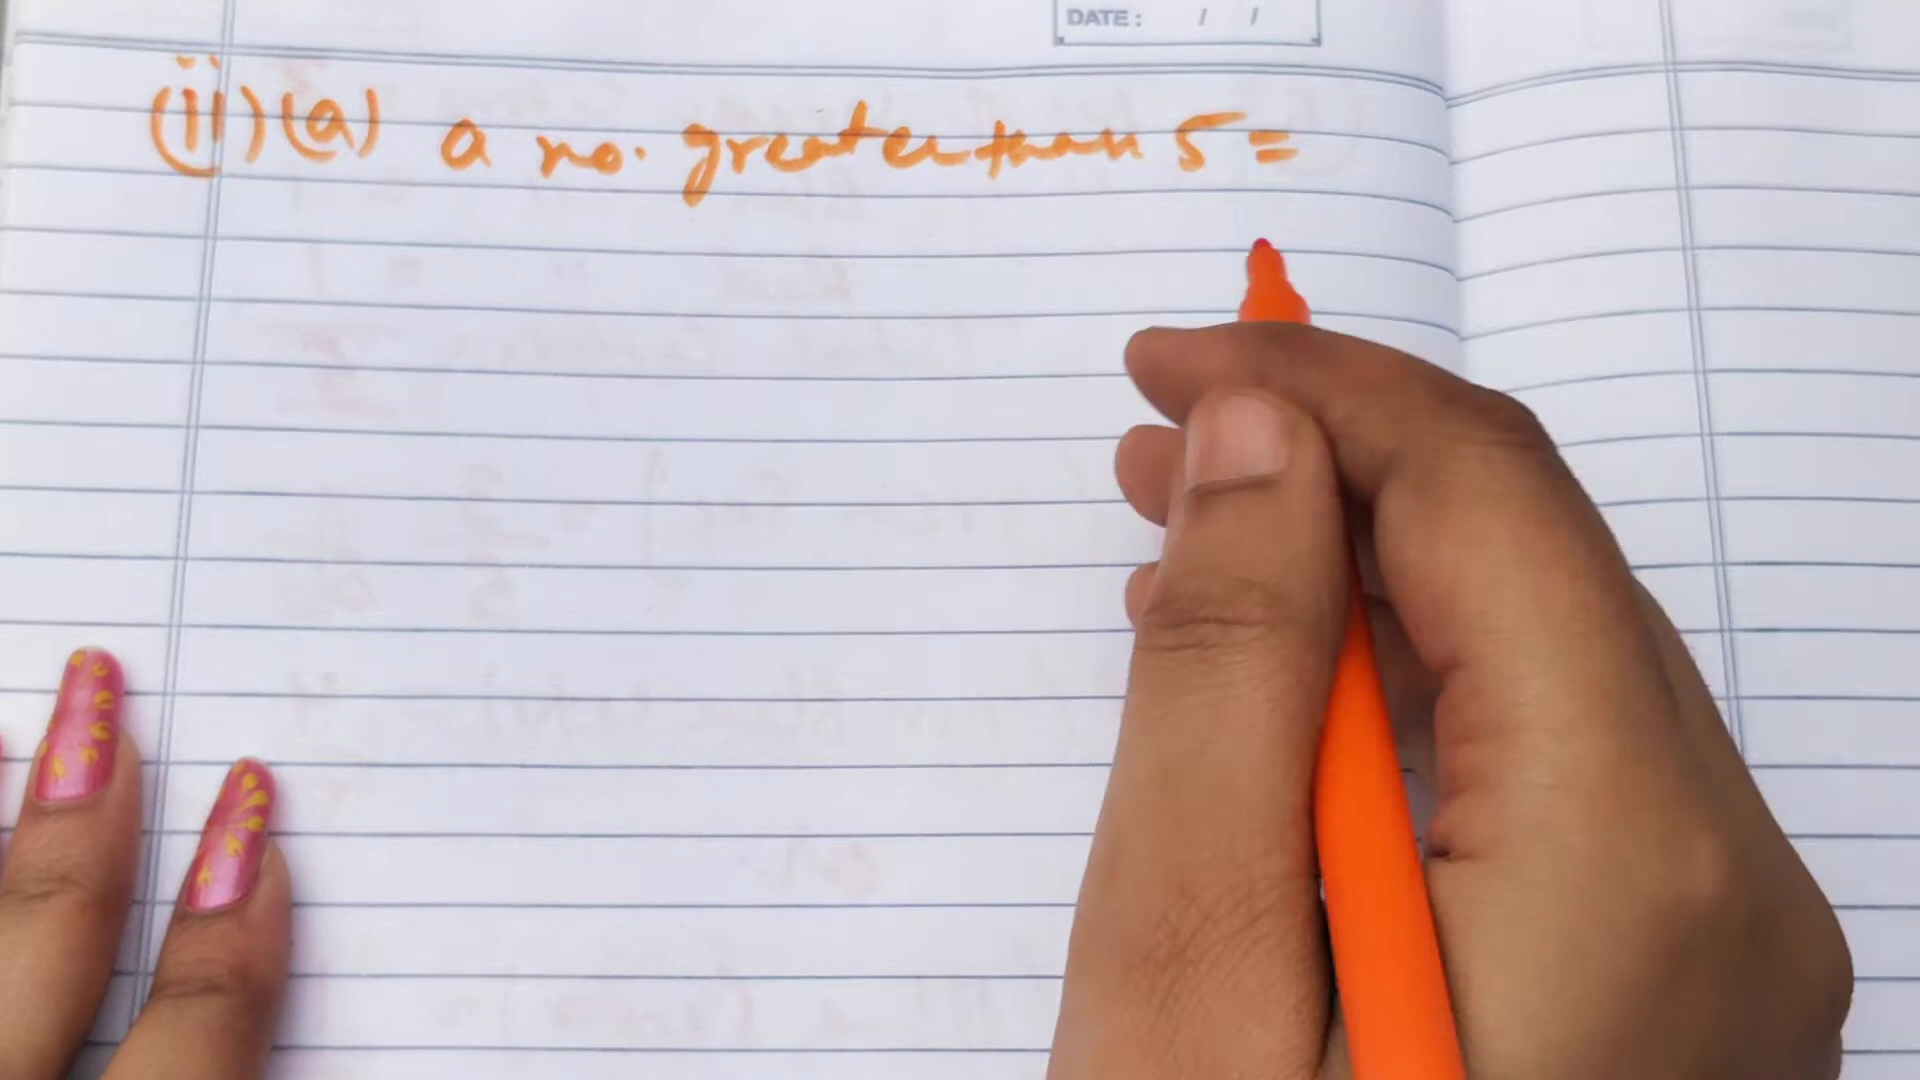 DATE: / /
(ii) (a) a no. greater than 5 =